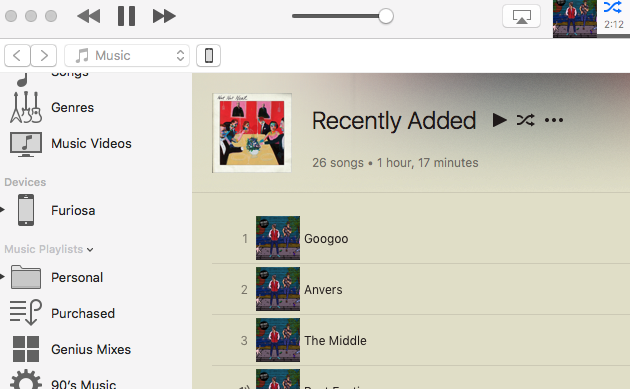 2:12
Music
Songs
Genres
Music Videos
Devices
Furiosa
Music Playlists
Personal
Purchased
Genius Mixes
90's Music
Recently Added
26 songs • 1 hour, 17 minutes
1 Googoo
2 Anvers
3 The Middle